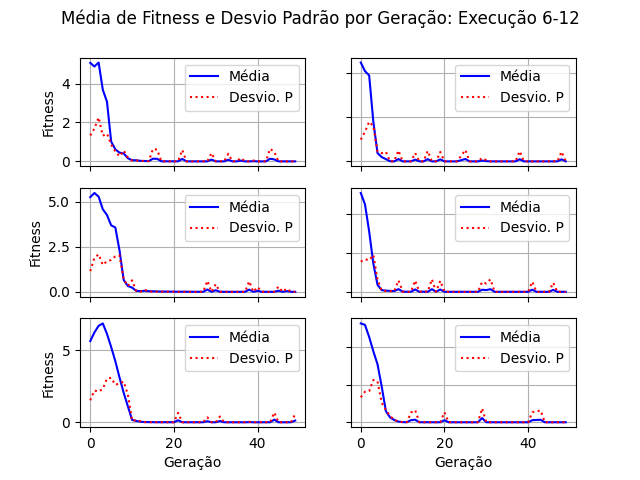 Média de Fitness e Desvio Padrão por Geração: Execução 6-12
Fitness
4
2
0
Média
Desvio. P
Média
Desvio. P
Fitness
5.0
2.5
0.0
Média
Desvio. P
Média
Desvio. P
Fitness
5
0
Média
Desvio. P
Média
Desvio. P
0 20 40
0 20 40
Geração
Geração